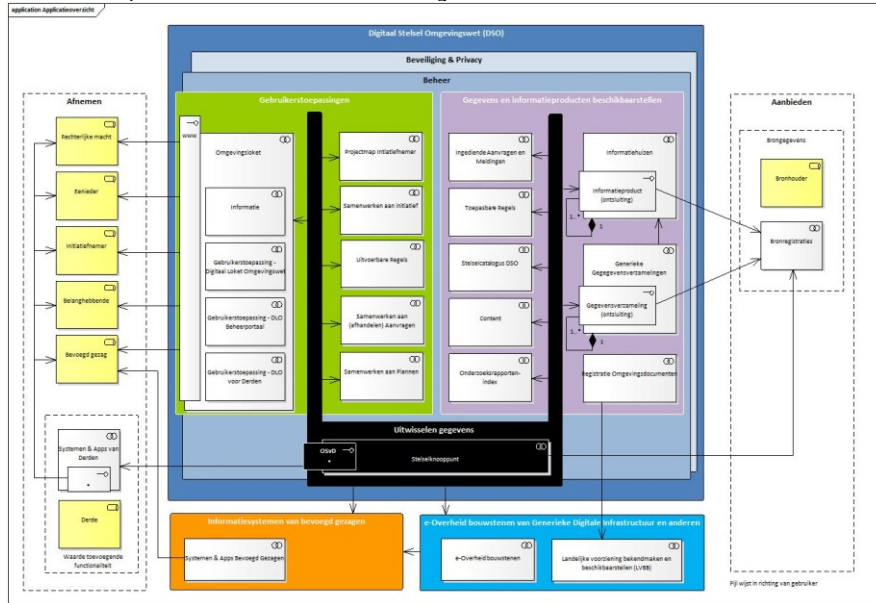 application Applicatieoverzicht
Digitaal Stelsel Omgevingswet (DSO)
Beveiliging & Privacy
Beheer
Afnemen
Rechterlijke macht
Eenieder
Initiatiefnemer
Belanghebbende
Bevoegd gezag
Systemen & Apps van
Derden
*
Derde
Waarde toevoegende
functionaliteit
Gebruikerstoepassingen
www
Omgevingsloket
Informatie
Gebruikerstoepassing -
Digitaal Loket Omgevingswet
Gebruikerstoepassing - DLO
Beheerportaal
Gebruikerstoepassing - DLO
voor Derden
Projectmap Intiatiefnemer
Samenwerken aan initiatief
Uitvoerbare Regels
Samenwerken aan
(afhandelen) Aanvragen
Samenwerken aan Plannen
Gegevens en informatieproducten beschikbaarstellen
Ingediende Aanvragen en
Meldingen
Toepasbare Regels
Stelselcatalogus DSO
Content
Onderzoeksrapporten-
index
Informatiehuizen
Informatieproduct
(ontsluiting)
1..*
1
Generieke
Gegegevensverzamelingen
Gegevensverzameling
(ontsluiting)
1..*
1
Registratie Omgevingsdocumenten
Uitwisselen gegevens
OSvD
*
Stelselknooppunt
Aanbieden
Brongegevens
Bronhouder
Bronregistraties
Informatiesystemen van bevoegd gezagen
Systemen & Apps Bevoegd Gezagen
e-Overheid bouwstenen van Generieke Digitale Infrastructuur en anderen
e-Overheid bouwstenen
Landelijke voorziening bekendmaken en
beschikbaarstellen (LVBB)
Pijl wijst in richting van gebruiker